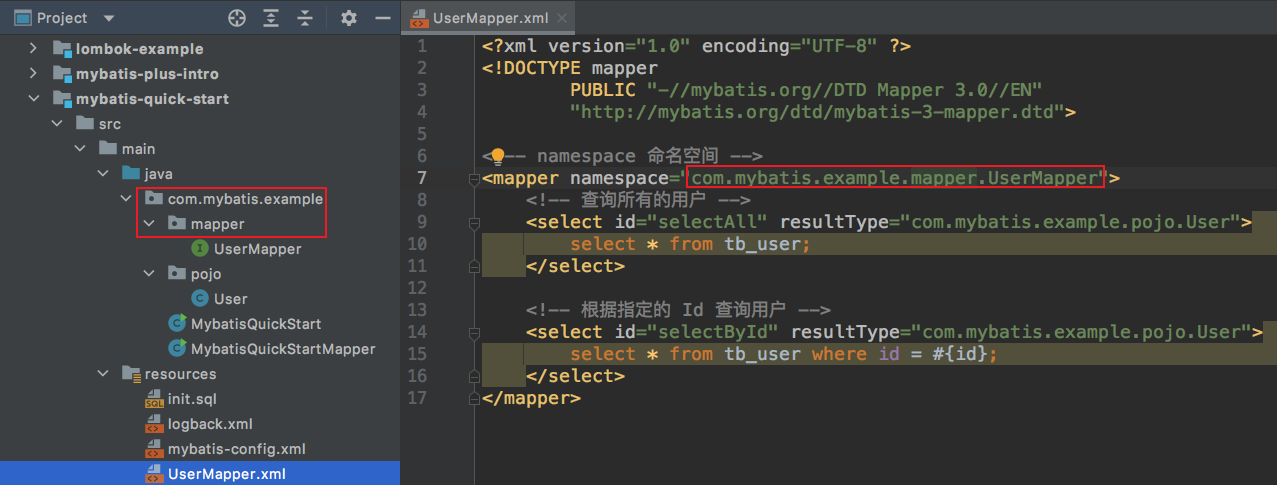 Project
UserMapper.xml
lombok-example
mybatis-plus-intro
mybatis-quick-start
src
main
java
com.mybatis.example
mapper
I UserMapper
pojo
C User
C MybatisQuickStart
C MybatisQuickStartMapper
resources
SQL init.sql
logback.xml
mybatis-config.xml
UserMapper.xml
1 <?xml version="1.0" encoding="UTF-8" ?>
2 <!DOCTYPE mapper
3 PUBLIC "-//mybatis.org//DTD Mapper 3.0//EN"
4 "http://mybatis.org/dtd/mybatis-3-mapper.dtd">
5
6 <!-- namespace 命名空间 -->
7 <mapper namespace="com.mybatis.example.mapper.UserMapper">
8 <!-- 查询所有的用户 -->
9 <select id="selectAll" resultType="com.mybatis.example.pojo.User">
10 select * from tb_user;
11 </select>
12
13 <!-- 根据指定的 Id 查询用户 -->
14 <select id="selectById" resultType="com.mybatis.example.pojo.User">
15 select * from tb_user where id = #{id};
16 </select>
17 </mapper>